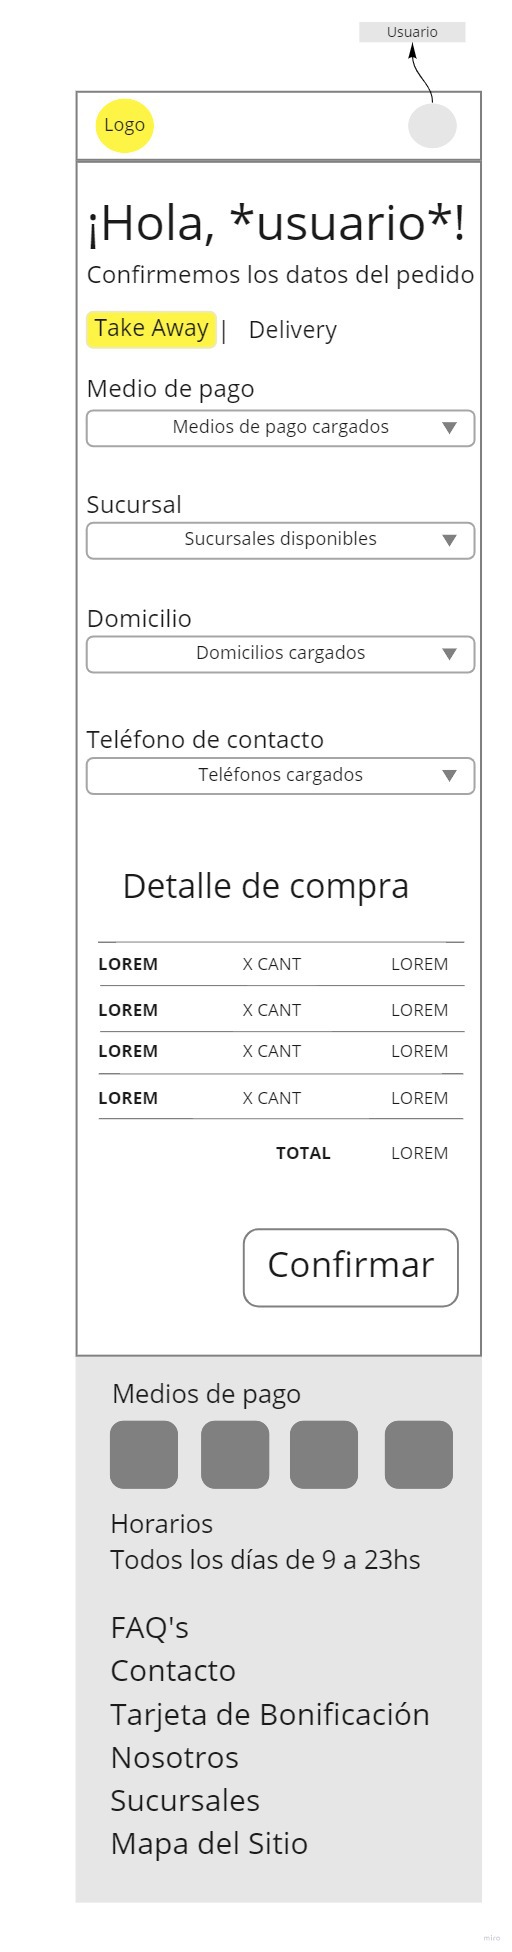 Usuario
Logo
¡Hola, *usuario*!
Confirmemos los datos del pedido
Take Away | Delivery
Medio de pago
Medios de pago cargados
Sucursal
Sucursales disponibles
Domicilio
Domicilios cargados
Teléfono de contacto
Teléfonos cargados
Detalle de compra
LOREM X CANT LOREM
LOREM X CANT LOREM
LOREM X CANT LOREM
LOREM X CANT LOREM
TOTAL LOREM
Confirmar
Medios de pago
Horarios
Todos los días de 9 a 23hs
FAQ's
Contacto
Tarjeta de Bonificación
Nosotros
Sucursales
Mapa del Sitio
miro